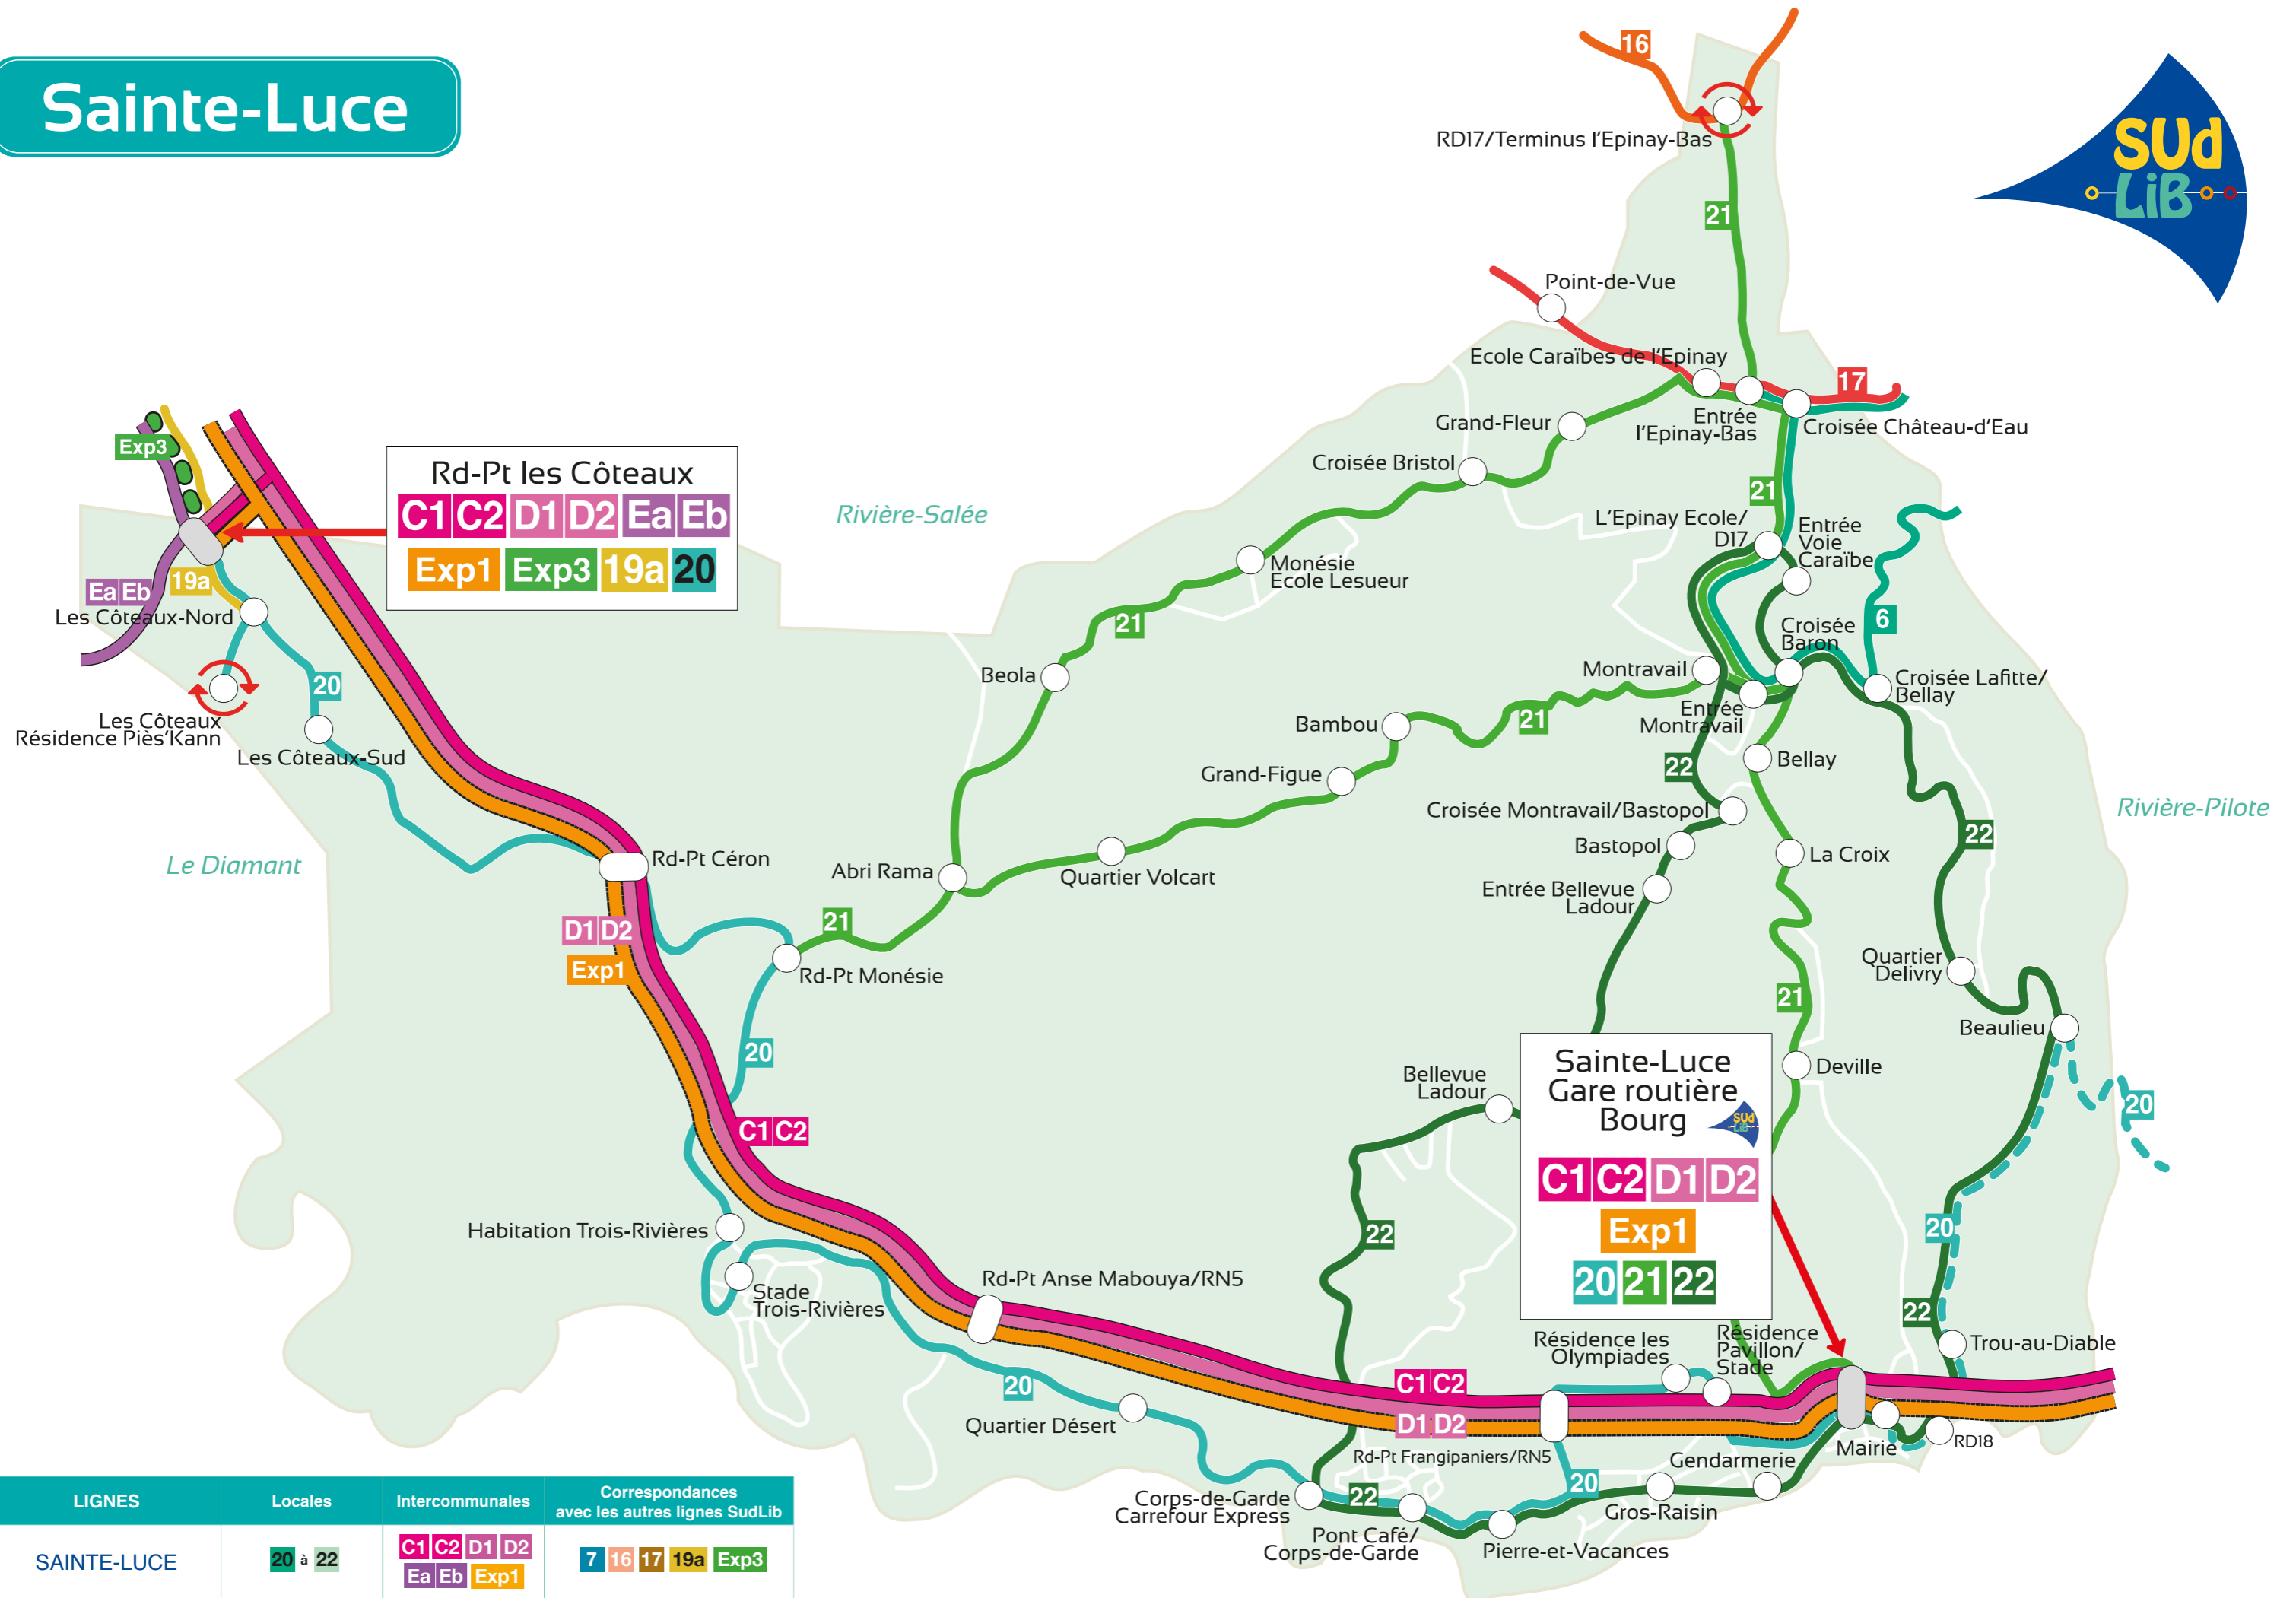 Sainte-Luce
16
RD17/Terminus l'Epinay-Bas
SUd
LiB
21
Point-de-Vue
Ecole Caraïbes de l'Epinay
17
Grand-Fleur
Entrée
l'Epinay-Bas
Croisée Château-d'Eau
Croisée Bristol
Exp3
Rd-Pt les Côteaux
C1 C2 D1 D2 Ea Eb
Exp1 Exp3 19a 20
Rivière-Salée
21
L'Epinay Ecole/
D17
Entrée
Voie
Caraïbe
Monésie
Ecole Lesueur
Ea Eb
19a
Les Côteaux-Nord
21
6
Croisée
Baron
Beola
Montravail
Croisée Lafitte/
Bellay
20
Les Côteaux
Résidence Piès'Kann
Les Côteaux-Sud
Bambou
21
Entrée
Montravail
Grand-Figue
22
Bellay
Croisée Montravail/Bastopol
Rivière-Pilote
22
Le Diamant
Rd-Pt Céron
Abri Rama
Quartier Volcart
Bastopol
La Croix
Entrée Bellevue
Ladour
D1 D2
21
Exp1
Rd-Pt Monésie
Quartier
Delivry
21
Beaulieu
20
Bellevue
Ladour
Sainte-Luce
Gare routière
Bourg
SUd
LiB
C1 C2 D1 D2
Exp1
20 21 22
Deville
20
C1 C2
Habitation Trois-Rivières
22
20
Stade
Trois-Rivières
Rd-Pt Anse Mabouya/RN5
22
Résidence les
Olympiades
Résidence
Pavillon/
Stade
Trou-au-Diable
20
C1 C2
Quartier Désert
D1 D2
Rd-Pt Frangipaniers/RN5
Mairie
RD18
Gendarmerie
20
Corps-de-Garde
Carrefour Express
22
Gros-Raisin
Pont Café/
Corps-de-Garde
Pierre-et-Vacances
LIGNES
Locales
Intercommunales
Correspondances
avec les autres lignes SudLib
SAINTE-LUCE
20 à 22
C1 C2 D1 D2
Ea Eb Exp1
7 16 17 19a Exp3